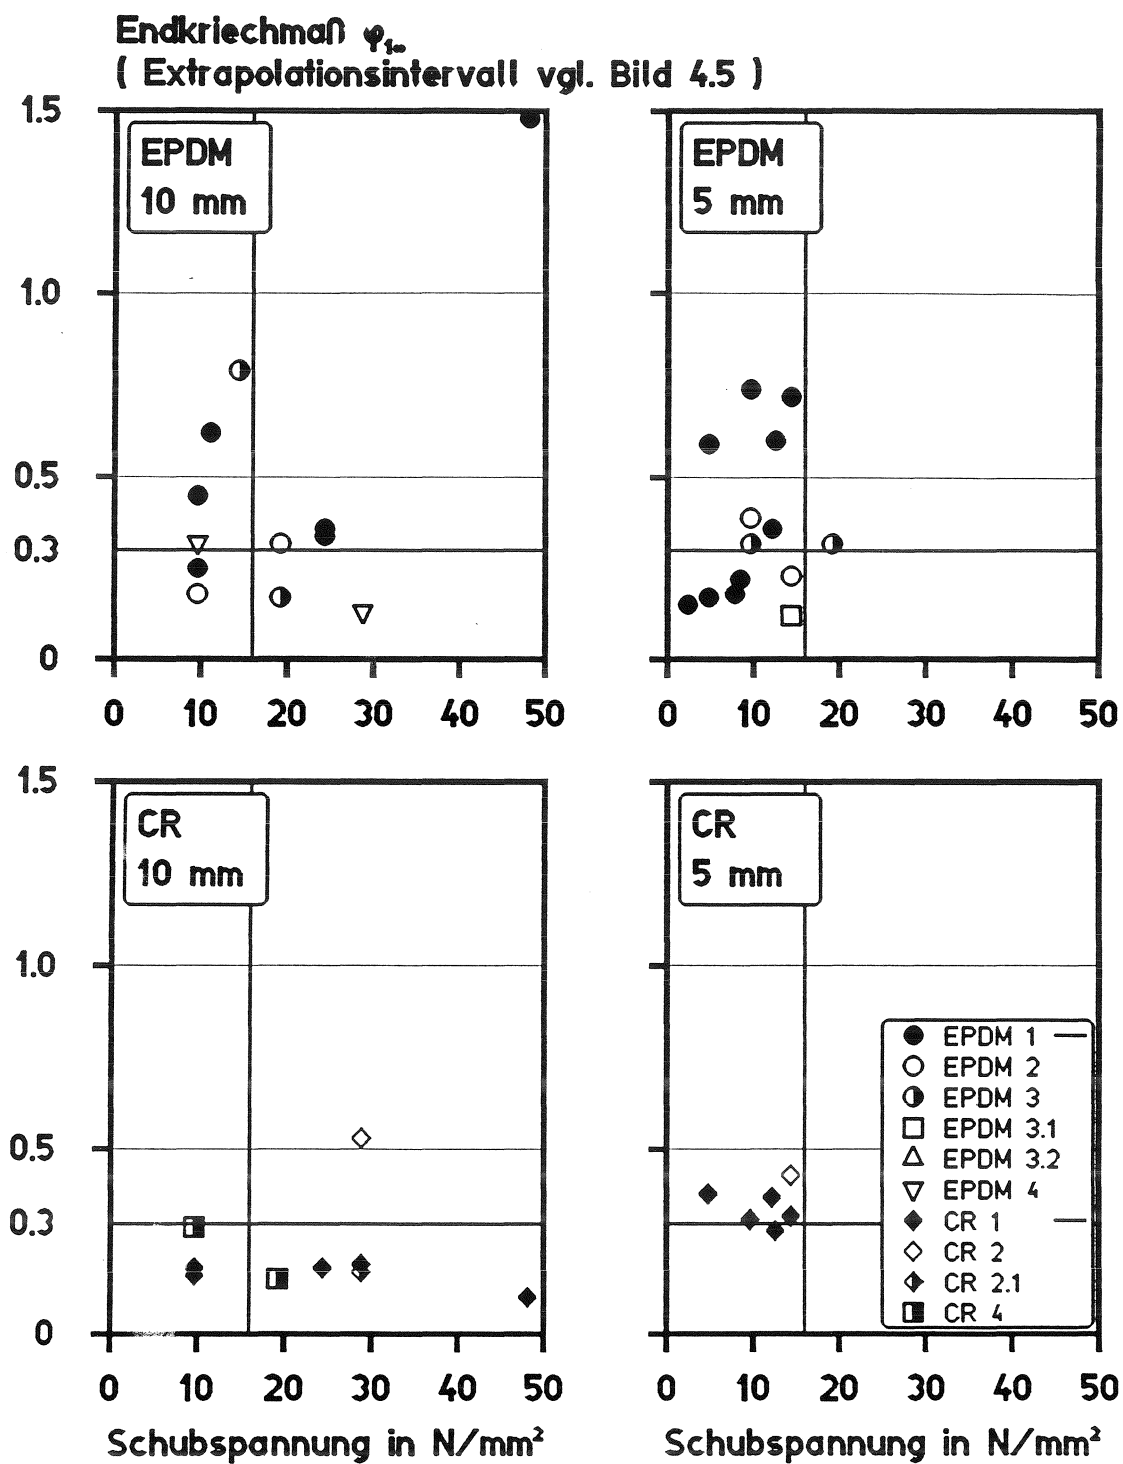 Endkriechmaß φ₁∞
( Extrapolationsintervall vgl. Bild 4.5 )
1.5
EPDM
10 mm
EPDM
5 mm
1.0
0.5
0.3
0
0 10 20 30 40 50
0 10 20 30 40 50
1.5
CR
10 mm
CR
5 mm
1.0
0.5
0.3
0
EPDM 1
EPDM 2
EPDM 3
EPDM 3.1
EPDM 3.2
EPDM 4
CR 1
CR 2
CR 2.1
CR 4
0 10 20 30 40 50
0 10 20 30 40 50
Schubspannung in N/mm²
Schubspannung in N/mm²